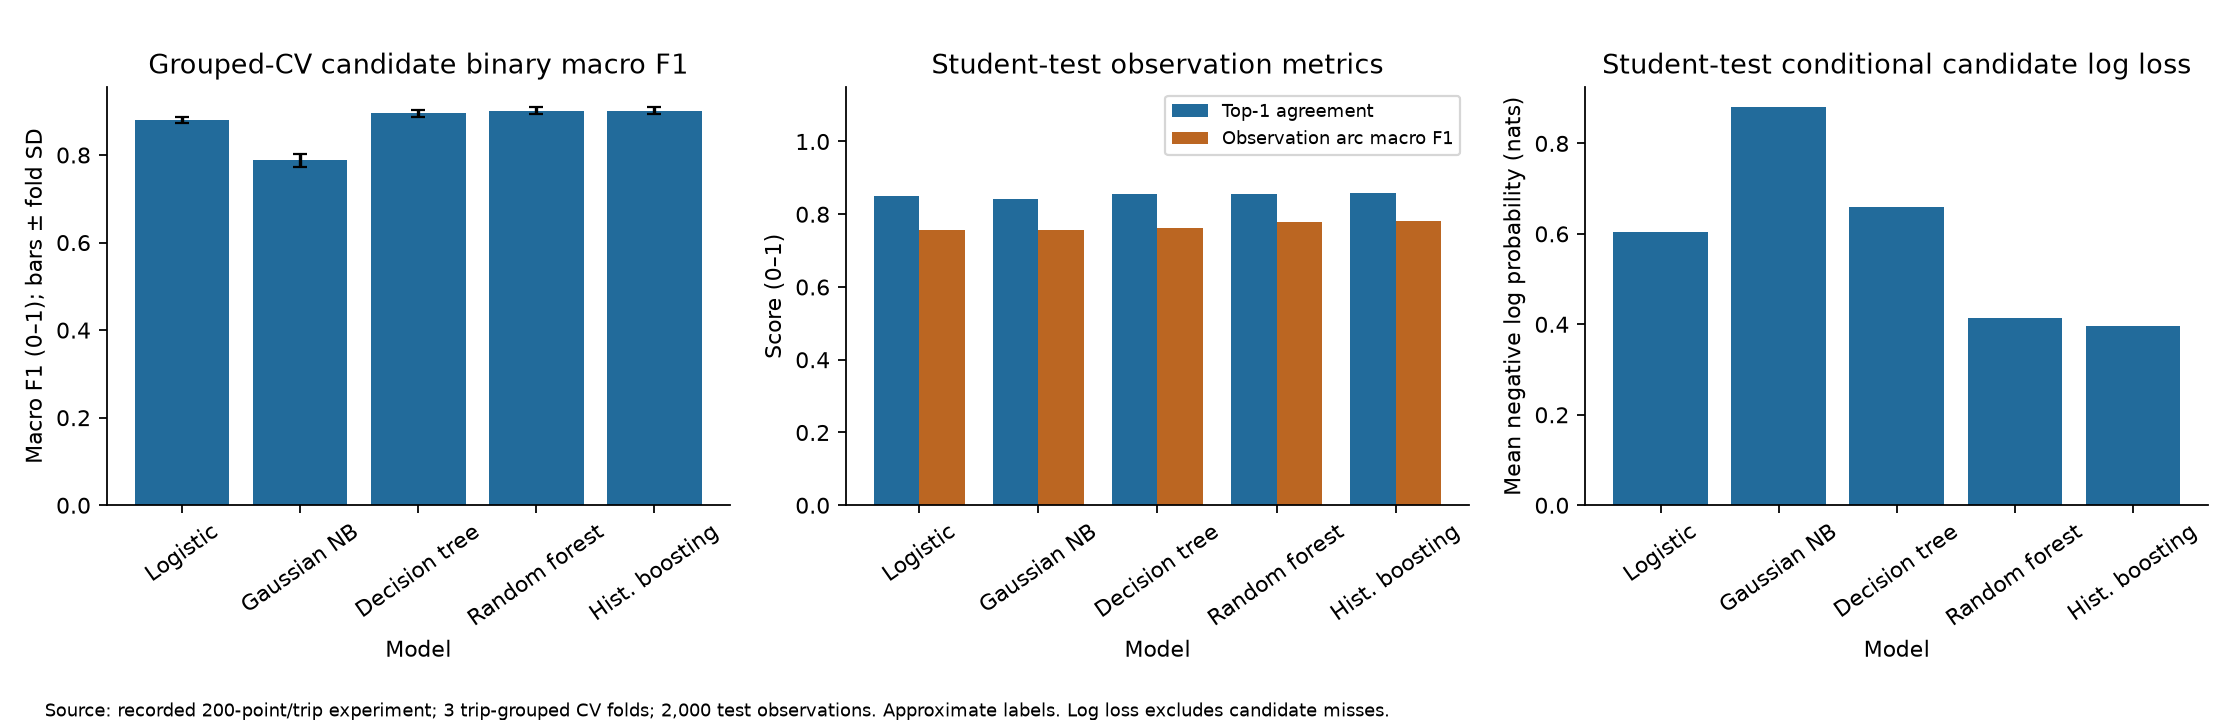 Grouped-CV candidate binary macro F1
Macro F1 (0–1); bars ± fold SD
0.8
0.6
0.4
0.2
0.0
Logistic
Gaussian NB
Decision tree
Random forest
Hist. boosting
Model
Student-test observation metrics
Top-1 agreement
Observation arc macro F1
Score (0–1)
1.0
0.8
0.6
0.4
0.2
0.0
Logistic
Gaussian NB
Decision tree
Random forest
Hist. boosting
Model
Student-test conditional candidate log loss
Mean negative log probability (nats)
0.8
0.6
0.4
0.2
0.0
Logistic
Gaussian NB
Decision tree
Random forest
Hist. boosting
Model
Source: recorded 200-point/trip experiment; 3 trip-grouped CV folds; 2,000 test observations. Approximate labels. Log loss excludes candidate misses.